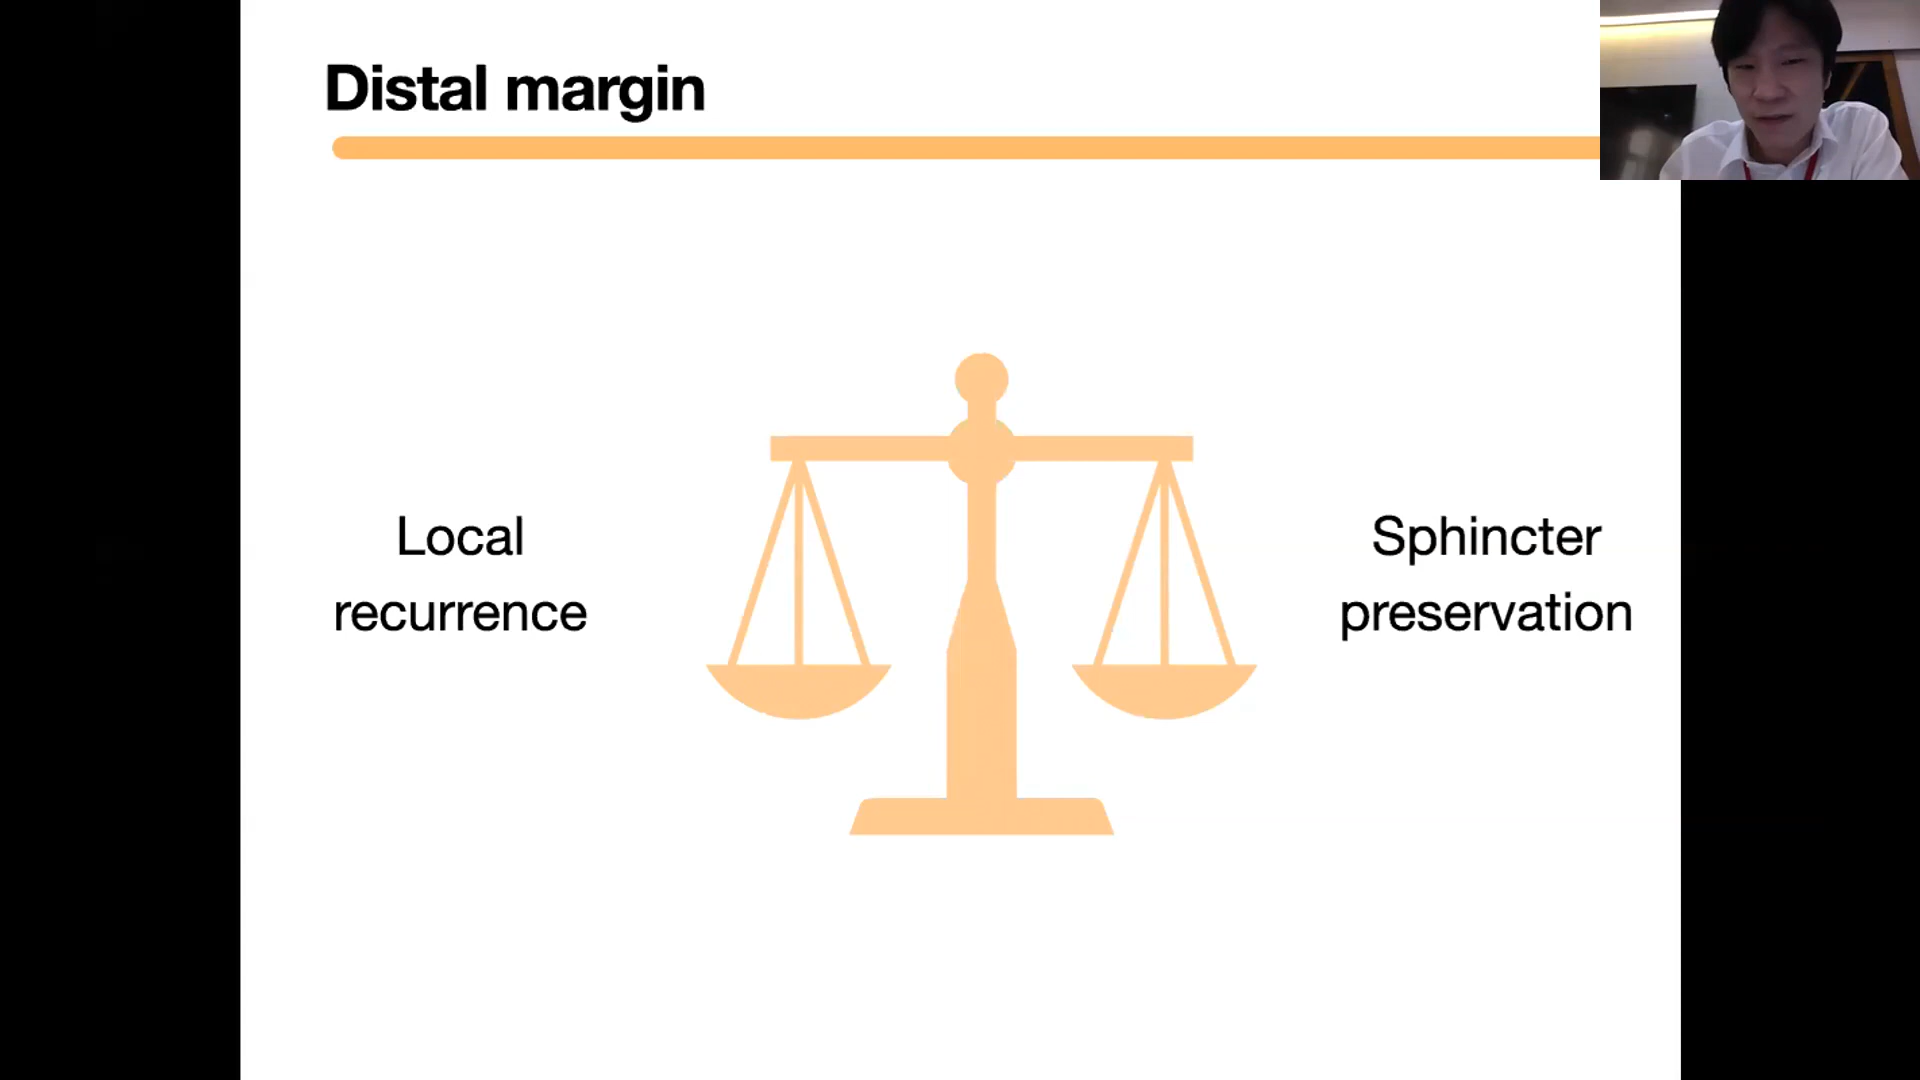 Distal margin
Local
recurrence
Sphincter
preservation